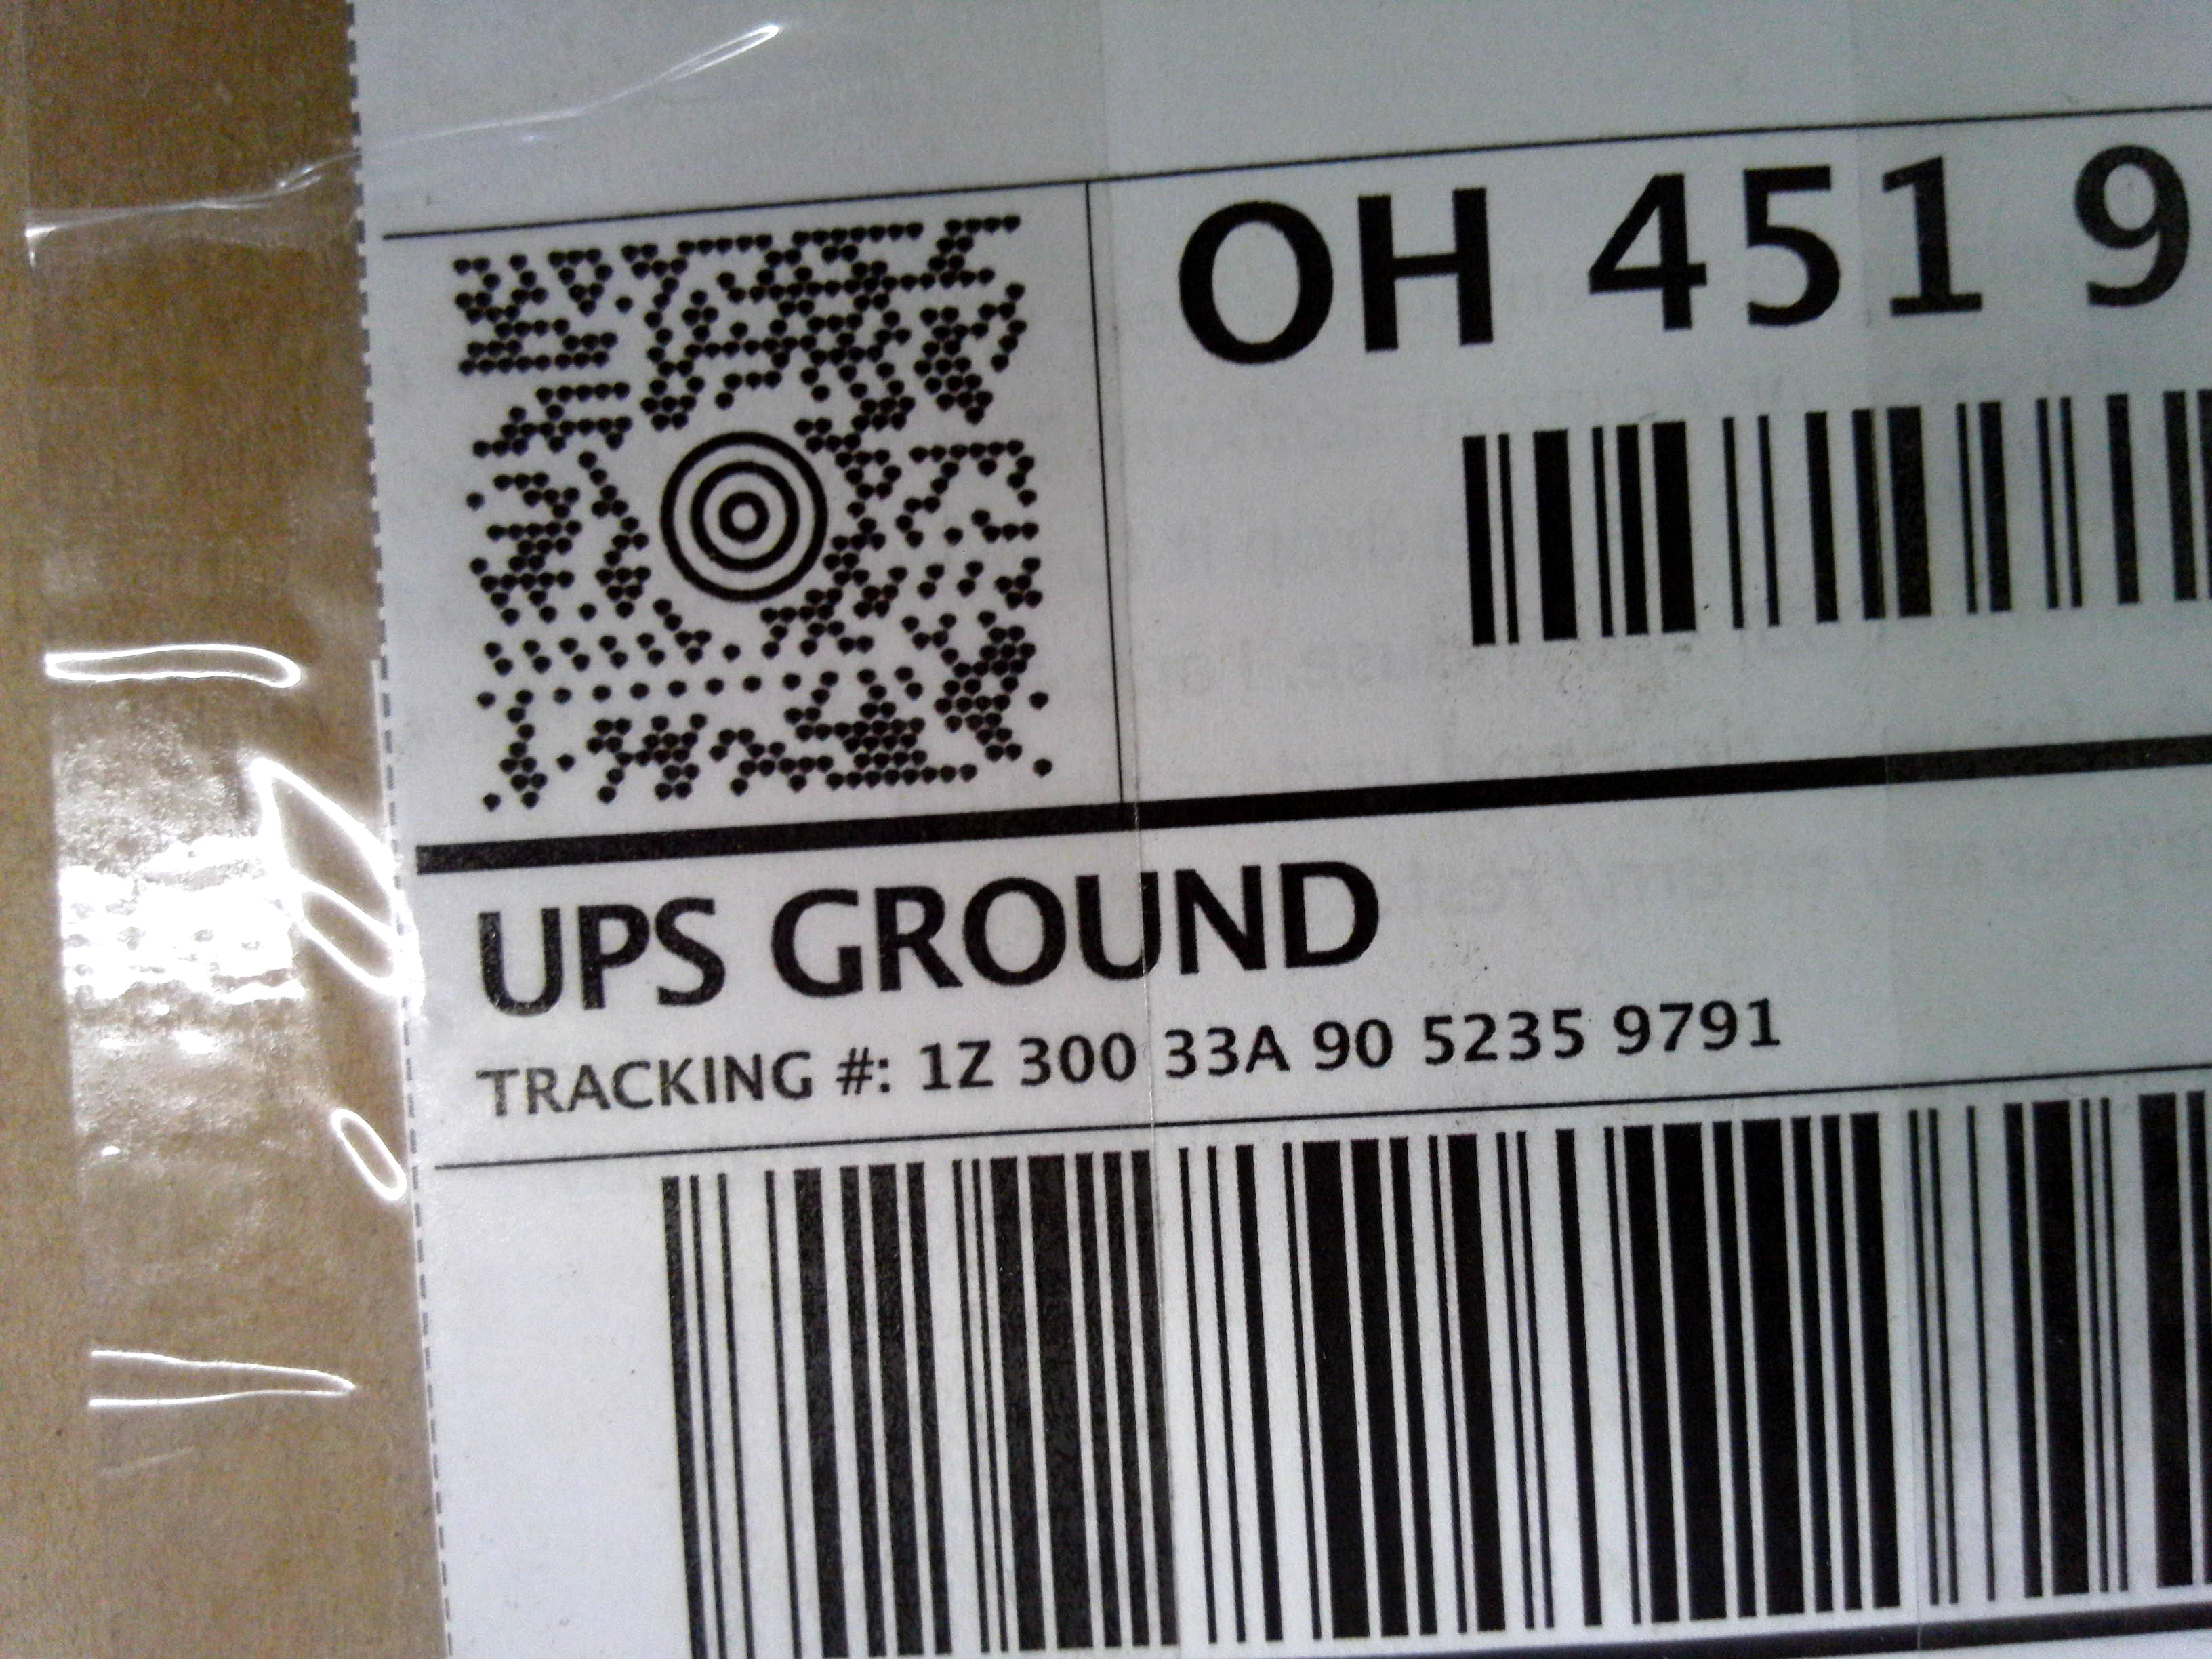 OH 451 9
UPS GROUND
TRACKING #: 1Z 300 33A 90 5235 9791